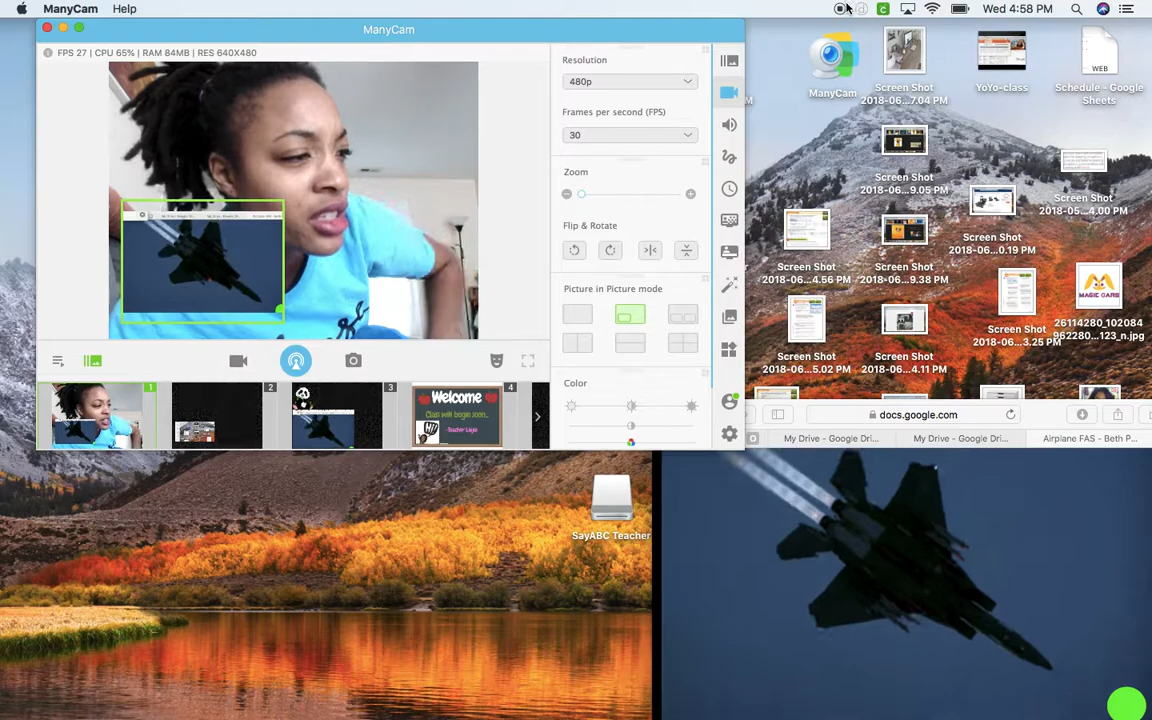 ManyCam Help
Wed 4:58 PM
ManyCam
FPS 27 | CPU 65% | RAM 84MB | RES 640X480
Resolution
480p
Frames per second (FPS)
30
Zoom
Flip & Rotate
Picture in Picture mode
Color
1
2
3
4
Welcome
Class will begin soon...
Hi!
ManyCam
Screen Shot
2018-06...7.04 PM
YoYo-class
WEB
Schedule - Google
Sheets
Screen Shot
2018-06...9.05 PM
Screen Shot
2018-05...4.00 PM
Screen Shot
2018-06...4.56 PM
Screen Shot
2018-06...9.38 PM
Screen Shot
2018-06...0.19 PM
MAGIC EARS
Screen Shot
2018-06...3.25 PM
26114280_102084
962280...123_n.jpg
Screen Shot
2018-06...5.02 PM
Screen Shot
2018-06...4.11 PM
docs.google.com
My Drive - Google Dri...
My Drive - Google Dri...
Airplane FAS - Beth P...
SayABC Teacher